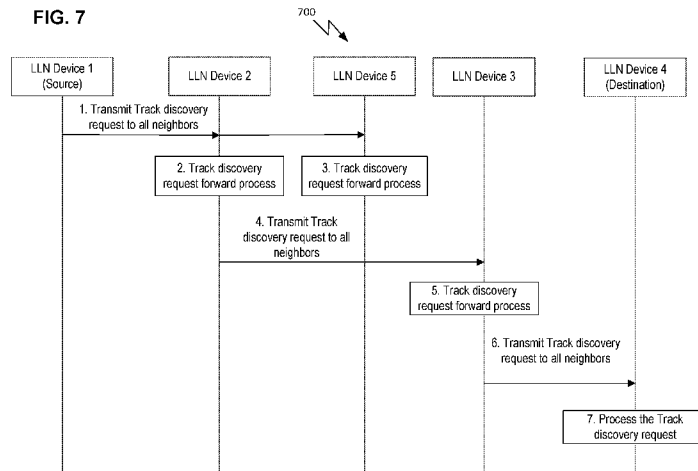 FIG. 7
700
LLN Device 1
(Source)
LLN Device 2
LLN Device 5
LLN Device 3
LLN Device 4
(Destination)
1. Transmit Track discovery
request to all neighbors
2. Track discovery
request forward process
3. Track discovery
request forward process
4. Transmit Track
discovery request to all
neighbors
5. Track discovery
request forward process
6. Transmit Track discovery
request to all neighbors
7. Process the Track
discovery request